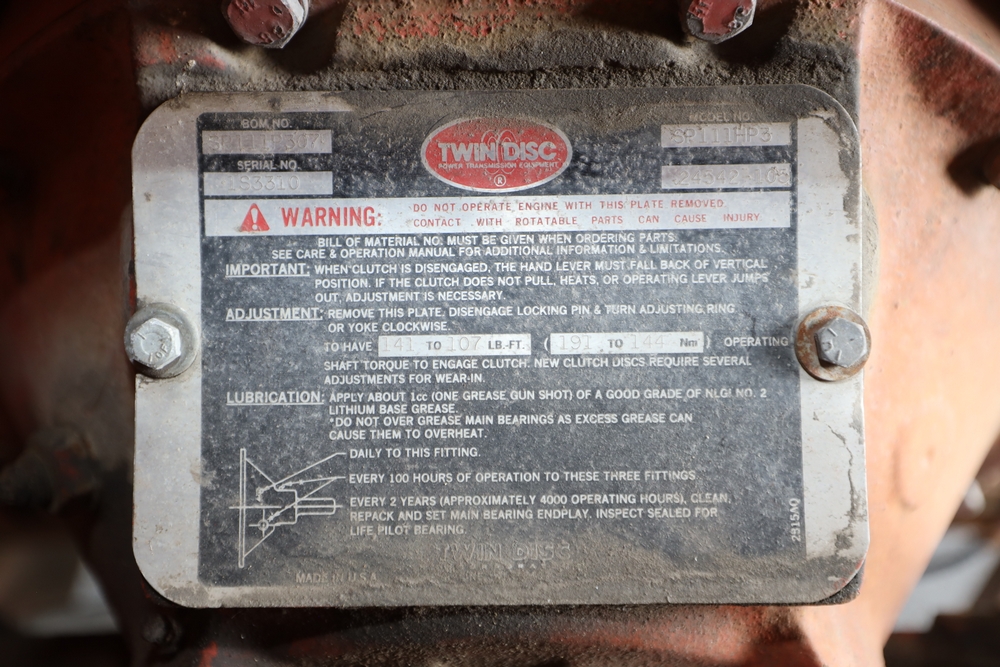 BOM NO.
TWIN DISC
POWER TRANSMISSION EQUIPMENT
®
MODEL NO.
SP111HP3
SERIAL NO.
WARNING:
DO NOT OPERATE ENGINE WITH THIS PLATE REMOVED.
CONTACT WITH ROTATABLE PARTS CAN CAUSE INJURY
BILL OF MATERIAL NO. MUST BE GIVEN WHEN ORDERING PARTS.
SEE CARE & OPERATION MANUAL FOR ADDITIONAL INFORMATION & LIMITATIONS.
IMPORTANT: WHEN CLUTCH IS DISENGAGED, THE HAND LEVER MUST FALL BACK OF VERTICAL
POSITION. IF THE CLUTCH DOES NOT PULL, HEATS, OR OPERATING LEVER JUMPS
OUT, ADJUSTMENT IS NECESSARY.
ADJUSTMENT: REMOVE THIS PLATE. DISENGAGE LOCKING PIN & TURN ADJUSTING RING
OR YOKE CLOCKWISE.
TO HAVE 141 TO 107 LB.-FT. ( 191 TO 144 Nm ) OPERATING
SHAFT TORQUE TO ENGAGE CLUTCH. NEW CLUTCH DISCS REQUIRE SEVERAL
ADJUSTMENTS FOR WEAR-IN.
LUBRICATION: APPLY ABOUT 1cc (ONE GREASE GUN SHOT) OF A GOOD GRADE OF NLGI NO. 2
LITHIUM BASE GREASE.
*DO NOT OVER GREASE MAIN BEARINGS AS EXCESS GREASE CAN
CAUSE THEM TO OVERHEAT.
DAILY TO THIS FITTING.
EVERY 100 HOURS OF OPERATION TO THESE THREE FITTINGS
EVERY 2 YEARS (APPROXIMATELY 4000 OPERATING HOURS), CLEAN,
REPACK AND SET MAIN BEARING ENDPLAY. INSPECT SEALED FOR
LIFE PILOT BEARING.
2915AQ
TWIN DISC
MADE IN U.S.A.